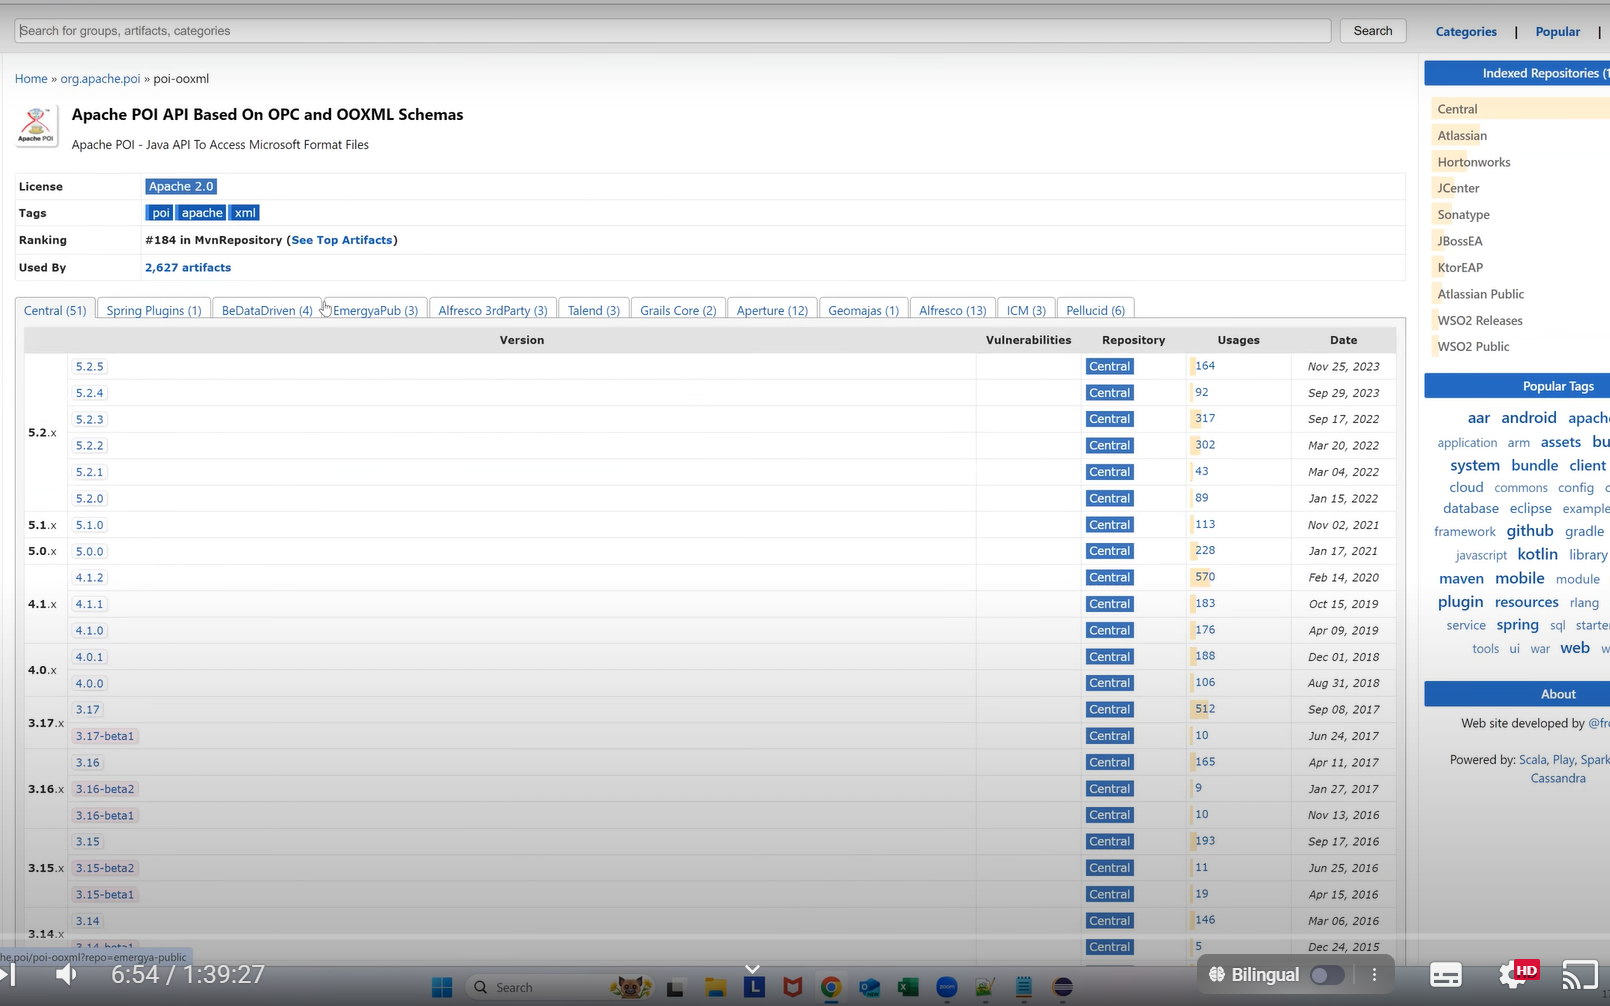 Search for groups, artifacts, categories
Search
Categories | Popular |
Home » org.apache.poi » poi-ooxml
Apache POI API Based On OPC and OOXML Schemas
Apache POI - Java API To Access Microsoft Format Files
License Apache 2.0
Tags poi apache xml
Ranking #184 in MvnRepository (See Top Artifacts)
Used By 2,627 artifacts
Central (51) Spring Plugins (1) BeDataDriven (4) EmergyaPub (3) Alfresco 3rdParty (3) Talend (3) Grails Core (2) Aperture (12) Geomajas (1) Alfresco (13) ICM (3) Pellucid (6)
Version Vulnerabilities Repository Usages Date
5.2.x
5.2.5 Central 164 Nov 25, 2023
5.2.4 Central 92 Sep 29, 2023
5.2.3 Central 317 Sep 17, 2022
5.2.2 Central 302 Mar 20, 2022
5.2.1 Central 43 Mar 04, 2022
5.2.0 Central 89 Jan 15, 2022
5.1.x 5.1.0 Central 113 Nov 02, 2021
5.0.x 5.0.0 Central 228 Jan 17, 2021
4.1.x
4.1.2 Central 570 Feb 14, 2020
4.1.1 Central 183 Oct 15, 2019
4.1.0 Central 176 Apr 09, 2019
4.0.x
4.0.1 Central 188 Dec 01, 2018
4.0.0 Central 106 Aug 31, 2018
3.17.x
3.17 Central 512 Sep 08, 2017
3.17-beta1 Central 10 Jun 24, 2017
3.16.x
3.16 Central 165 Apr 11, 2017
3.16-beta2 Central 9 Jan 27, 2017
3.16-beta1 Central 10 Nov 13, 2016
3.15.x
3.15 Central 193 Sep 17, 2016
3.15-beta2 Central 11 Jun 25, 2016
3.15-beta1 Central 19 Apr 15, 2016
3.14.x
3.14 Central 146 Mar 06, 2016
3.14-beta1 Central 5 Dec 24, 2015
Indexed Repositories (1
Central
Atlassian
Hortonworks
JCenter
Sonatype
JBossEA
KtorEAP
Atlassian Public
WSO2 Releases
WSO2 Public
Popular Tags
aar android apache
application arm assets bu
system bundle client
cloud commons config c
database eclipse example
framework github gradle
javascript kotlin library
maven mobile module
plugin resources rlang
service spring sql starter
tools ui war web w
About
Web site developed by @fro
Powered by: Scala, Play, Spark
Cassandra
he.poi/poi-ooxml?repo=emergya-public
6:54 / 1:39:27
Search
L
zoom
Bilingual
HD